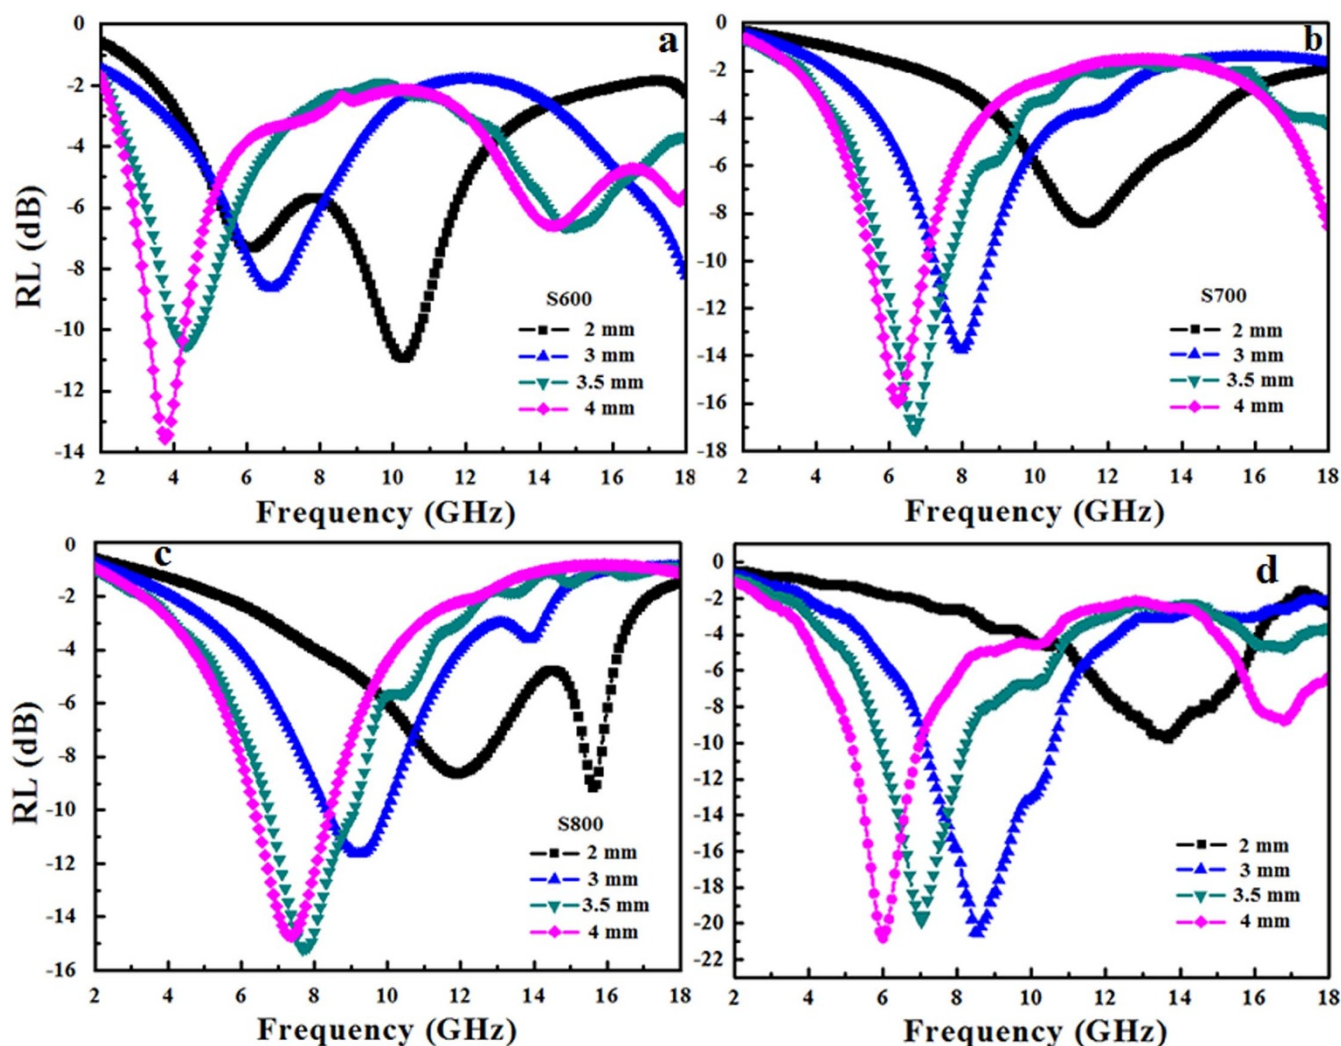 a
RL (dB)
0
-2
-4
-6
-8
-10
-12
-14
S600
2 mm
3 mm
3.5 mm
4 mm
2 4 6 8 10 12 14 16 18
Frequency (GHz)
b
0
-2
-4
-6
-8
-10
-12
-14
-16
-18
S700
2 mm
3 mm
3.5 mm
4 mm
2 4 6 8 10 12 14 16 18
Frequency (GHz)
c
RL (dB)
0
-2
-4
-6
-8
-10
-12
-14
-16
S800
2 mm
3 mm
3.5 mm
4 mm
2 4 6 8 10 12 14 16 18
Frequency (GHz)
d
0
-2
-4
-6
-8
-10
-12
-14
-16
-18
-20
-22
2 mm
3 mm
3.5 mm
4 mm
2 4 6 8 10 12 14 16 18
Frequency (GHz)